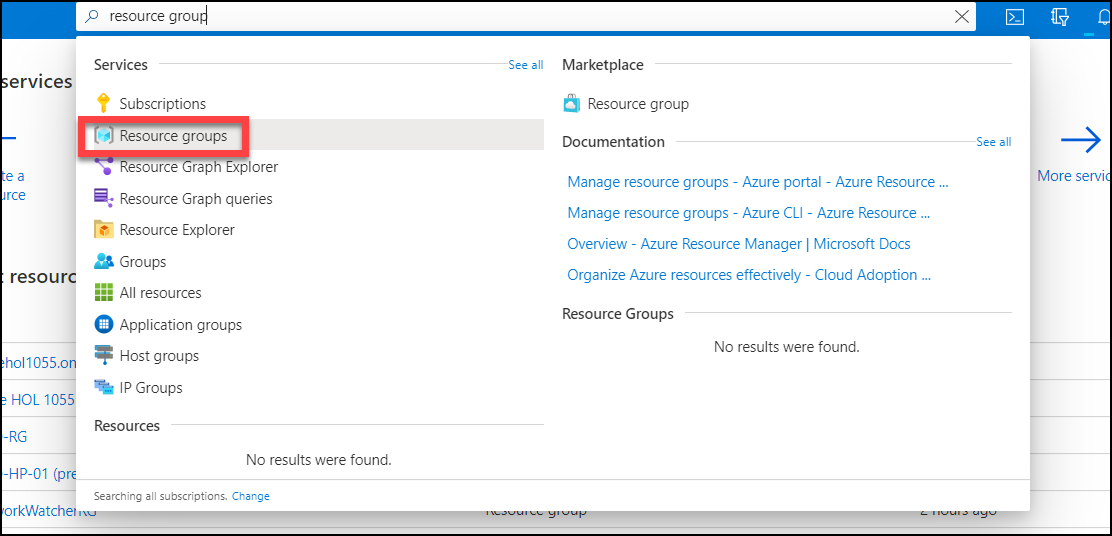 resource group
services
Services
See all
Subscriptions
Resource groups
Resource Graph Explorer
Resource Graph queries
Resource Explorer
Groups
All resources
Application groups
Host groups
IP Groups
Resources
No results were found.
Searching all subscriptions. Change
Marketplace
Resource group
Documentation
See all
Manage resource groups - Azure portal - Azure Resource ...
Manage resource groups - Azure CLI - Azure Resource ...
Overview - Azure Resource Manager | Microsoft Docs
Organize Azure resources effectively - Cloud Adoption ...
Resource Groups
No results were found.
te a
urce
More servic
t resour
ehol1055.on
e HOL 1055
-RG
-HP-01 (pre
workWatcherRG
Resource group
2 hours ago